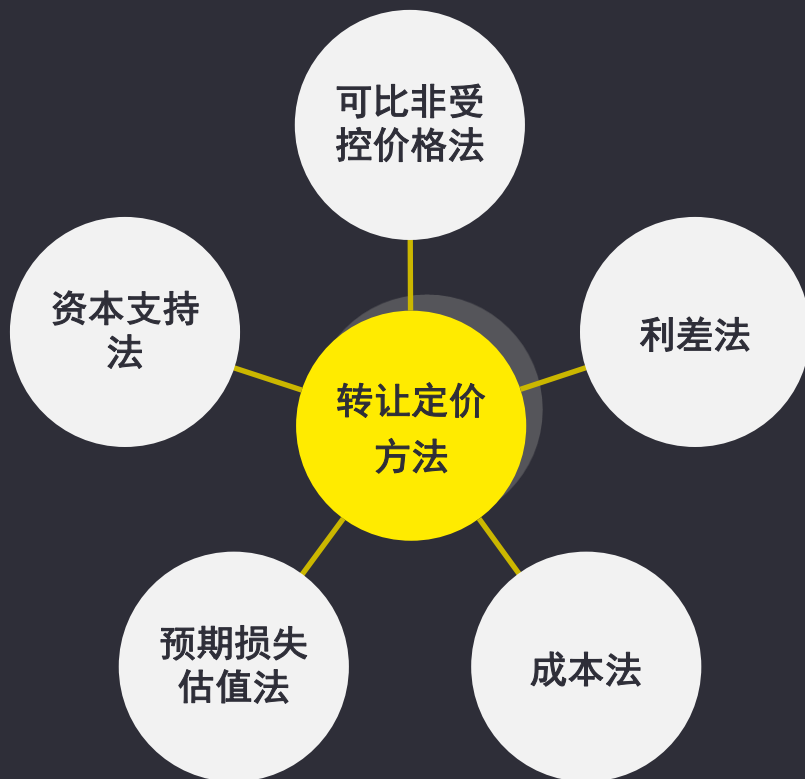 可比非受
控价格法
资本支持
法
利差法
转让定价
方法
预期损失
估值法
成本法